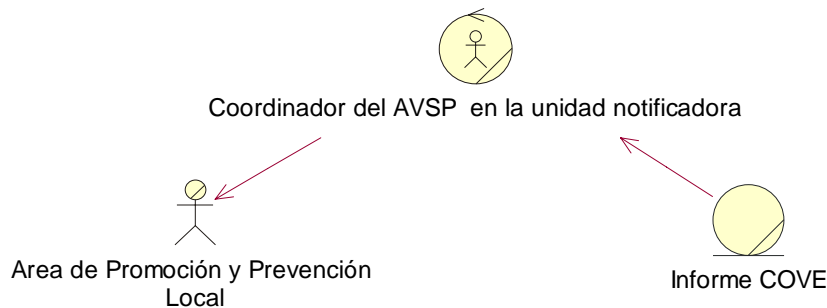 Coordinador del AVSP en la unidad notificadora
Area de Promoción y Prevención
Local
Informe COVE